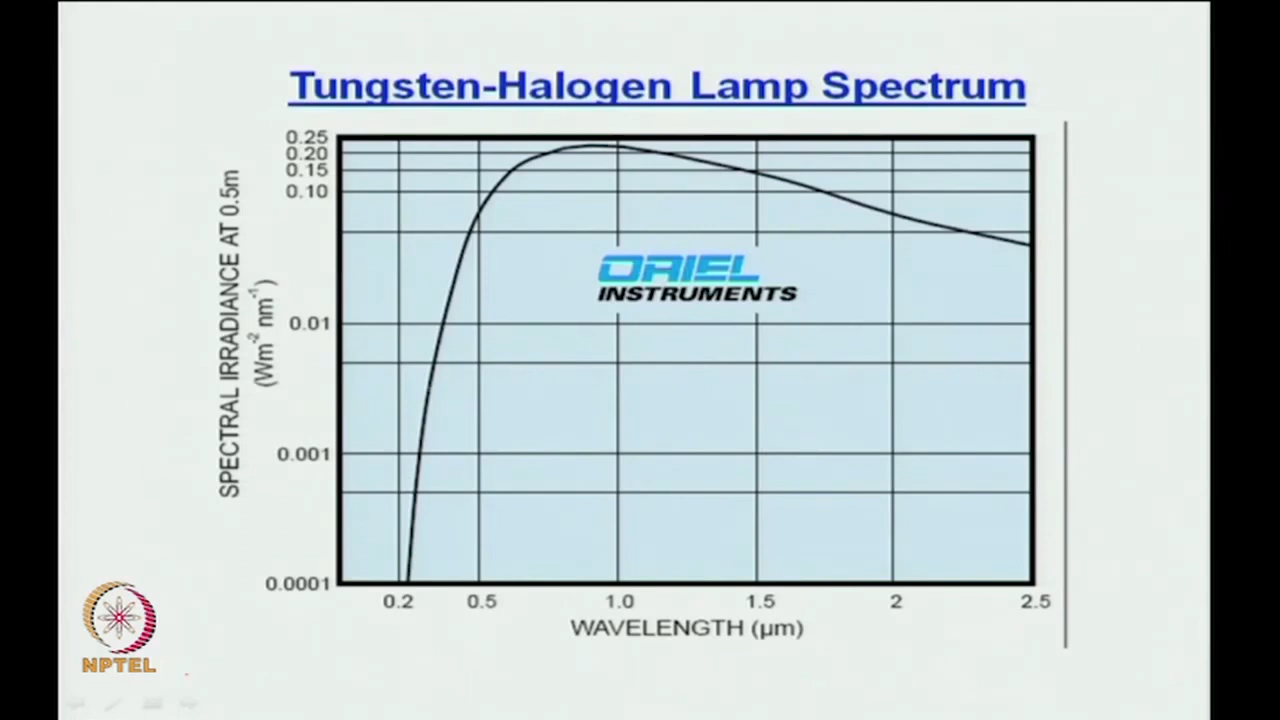 Tungsten-Halogen Lamp Spectrum
SPECTRAL IRRADIANCE AT 0.5m
(Wm⁻² nm⁻¹)
0.25
0.20
0.15
0.10
0.01
0.001
0.0001
ORIEL
INSTRUMENTS
0.2 0.5 1.0 1.5 2 2.5
WAVELENGTH (µm)
NPTEL